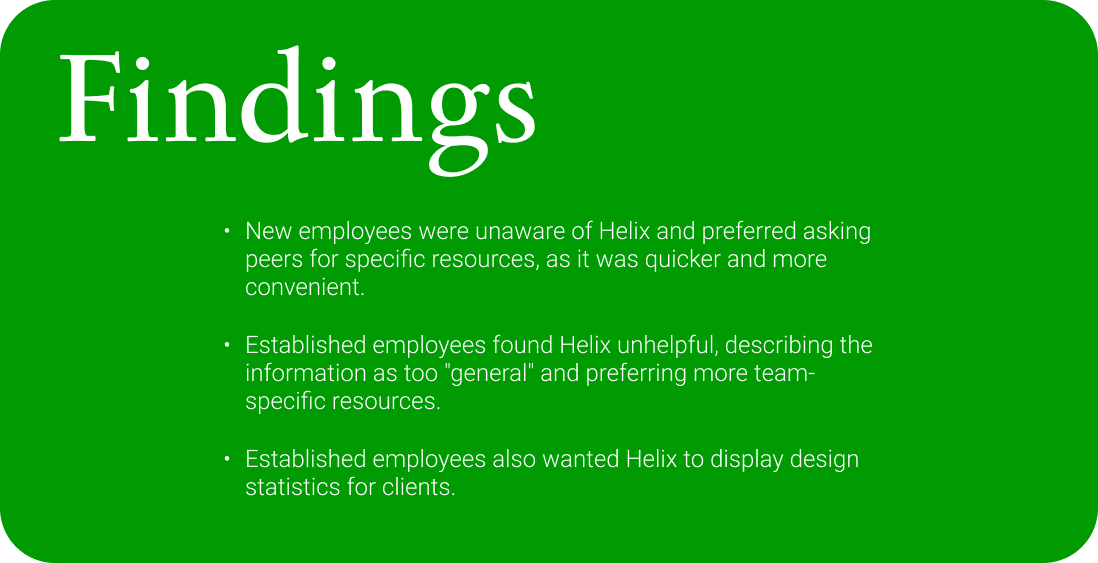 Findings
• New employees were unaware of Helix and preferred asking
peers for specific resources, as it was quicker and more
convenient.
• Established employees found Helix unhelpful, describing the
information as too "general" and preferring more team-
specific resources.
• Established employees also wanted Helix to display design
statistics for clients.